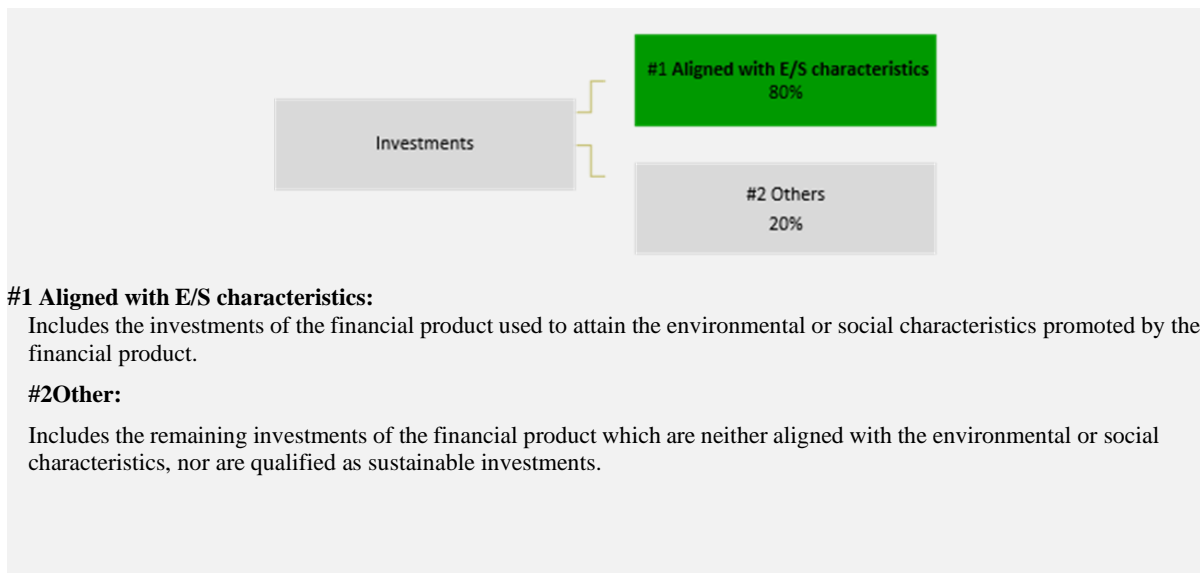 #1 Aligned with E/S characteristics
80%
Investments
#2 Others
20%
#1 Aligned with E/S characteristics:
Includes the investments of the financial product used to attain the environmental or social characteristics promoted by the
financial product.
#2Other:
Includes the remaining investments of the financial product which are neither aligned with the environmental or social
characteristics, nor are qualified as sustainable investments.